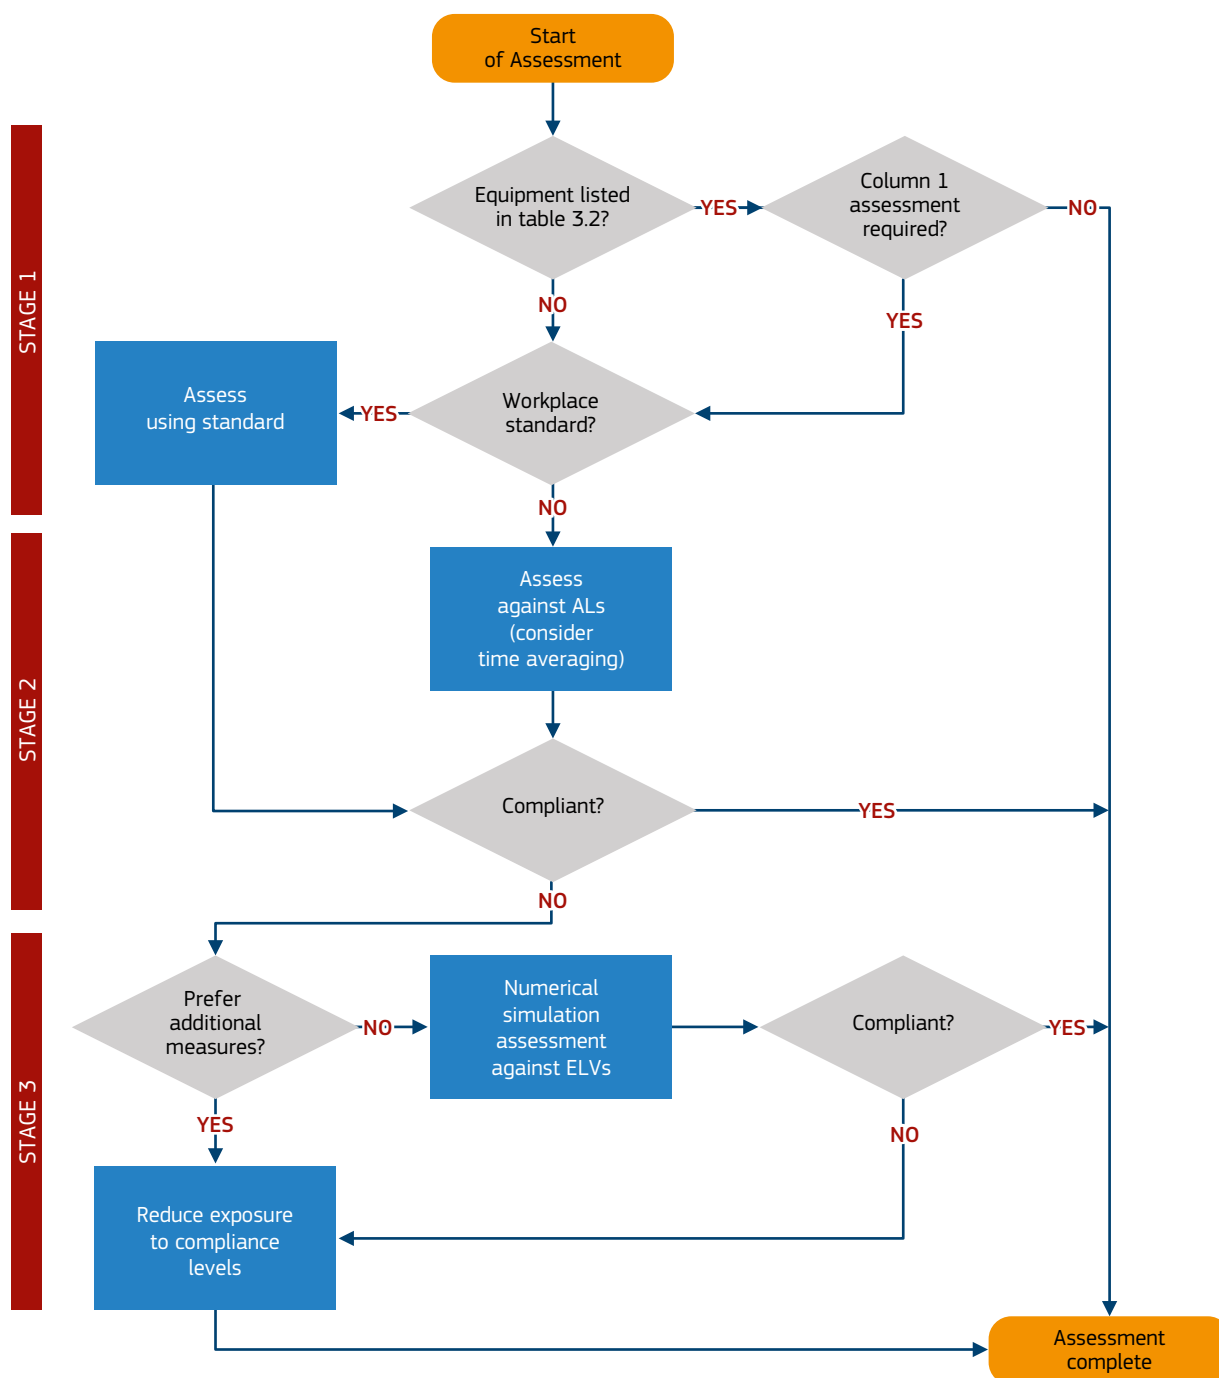 Start
of Assessment
STAGE 1
Equipment listed
in table 3.2?
YES
Column 1
assessment
required?
NO
NO
YES
Assess
using standard
YES
Workplace
standard?
NO
STAGE 2
Assess
against ALs
(consider
time averaging)
Compliant?
YES
NO
STAGE 3
Prefer
additional
measures?
NO
Numerical
simulation
assessment
against ELVs
Compliant?
YES
YES
NO
Reduce exposure
to compliance
levels
Assessment
complete